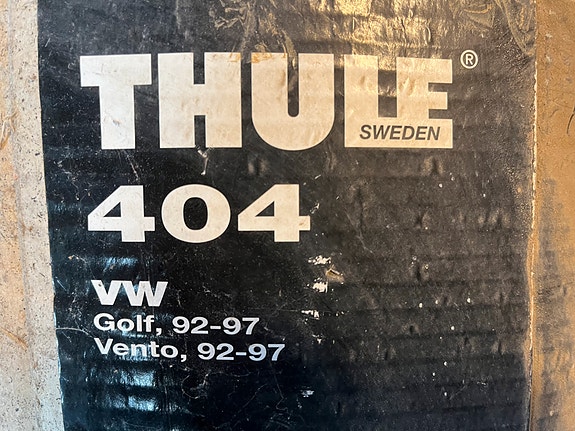 THULE®
SWEDEN
404
VW
Golf, 92-97
Vento, 92-97